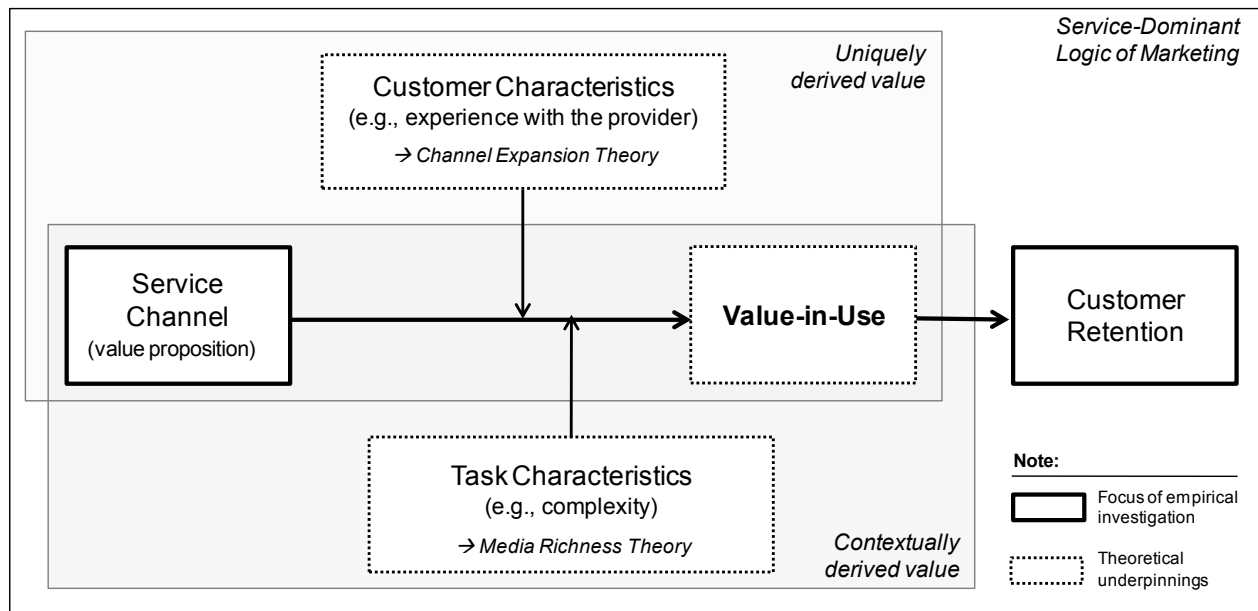 Service-Dominant
Logic of Marketing
Uniquely
derived value
Customer Characteristics
(e.g., experience with the provider)
→ Channel Expansion Theory
Service
Channel
(value proposition)
Value-in-Use
Customer
Retention
Task Characteristics
(e.g., complexity)
→ Media Richness Theory
Contextually
derived value
Note:
Focus of empirical
investigation
Theoretical
underpinnings